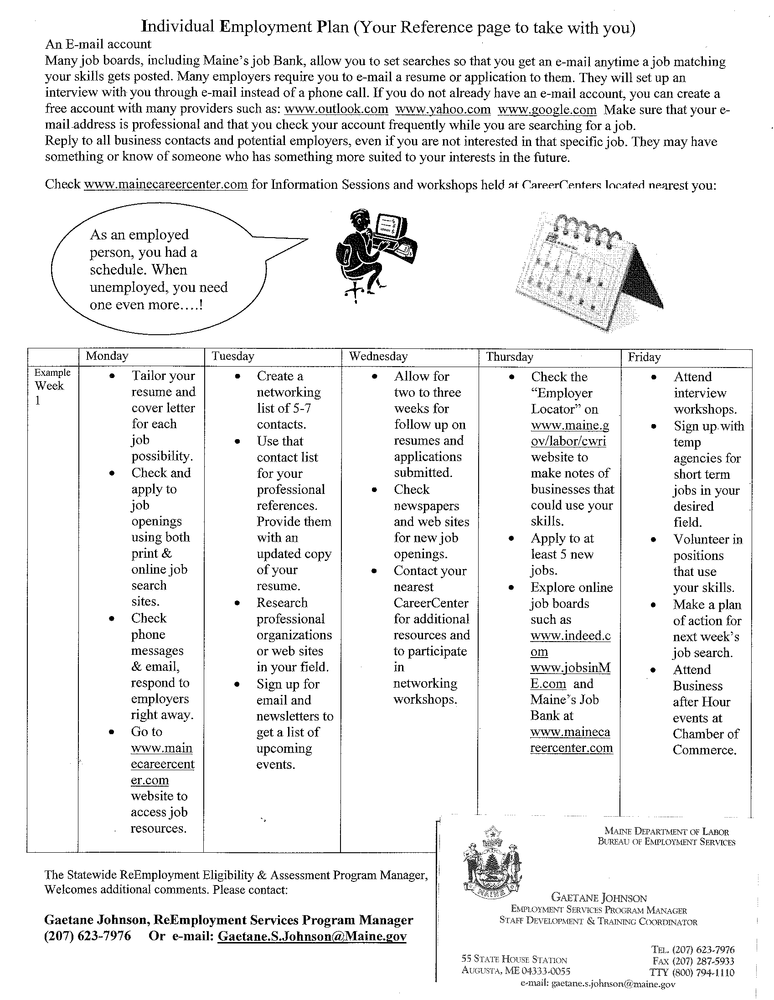 Individual Employment Plan (Your Reference page to take with you)
An E-mail account
Many job boards, including Maine's job Bank, allow you to set searches so that you get an e-mail anytime a job matching
your skills gets posted. Many employers require you to e-mail a resume or application to them. They will set up an
interview with you through e-mail instead of a phone call. If you do not already have an e-mail account, you can create a
free account with many providers such as: www.outlook.com www.yahoo.com www.google.com Make sure that your e-
mail address is professional and that you check your account frequently while you are searching for a job.
Reply to all business contacts and potential employers, even if you are not interested in that specific job. They may have
something or know of someone who has something more suited to your interests in the future.
Check www.mainecareercenter.com for Information Sessions and workshops held at CareerCenters located nearest you:
As an employed
person, you had a
schedule. When
unemployed, you need
one even more....!
Monday
Tuesday
Wednesday
Thursday
Friday
Example
Week
1
• Tailor your
resume and
cover letter
for each
job
possibility.
• Check and
apply to
job
openings
using both
print &
online job
search
sites.
• Check
phone
messages
& email,
respond to
employers
right away.
• Go to
www.main
ecareercent
er.com
website to
access job
resources.
• Create a
networking
list of 5-7
contacts.
• Use that
contact list
for your
professional
references.
Provide them
with an
updated copy
of your
resume.
• Research
professional
organizations
or web sites
in your field.
• Sign up for
email and
newsletters to
get a list of
upcoming
events.
• Allow for
two to three
weeks for
follow up on
resumes and
applications
submitted.
• Check
newspapers
and web sites
for new job
openings.
• Contact your
nearest
CareerCenter
for additional
resources and
to participate
in
networking
workshops.
• Check the
"Employer
Locator" on
www.maine.g
ov/labor/cwri
website to
make notes of
businesses that
could use your
skills.
• Apply to at
least 5 new
jobs.
• Explore online
job boards
such as
www.indeed.c
om
www.jobsinM
E.com and
Maine's Job
Bank at
www.maineca
reercenter.com
• Attend
interview
workshops.
• Sign up with
temp
agencies for
short term
jobs in your
desired
field.
• Volunteer in
positions
that use
your skills.
• Make a plan
of action for
next week's
job search.
• Attend
Business
after Hour
events at
Chamber of
Commerce.
The Statewide ReEmployment Eligibility & Assessment Program Manager,
Welcomes additional comments. Please contact:
Gaetane Johnson, ReEmployment Services Program Manager
(207) 623-7976 Or e-mail: Gaetane.S.Johnson@Maine.gov
MAINE DEPARTMENT OF LABOR
BUREAU OF EMPLOYMENT SERVICES
MAINE
GAETANE JOHNSON
EMPLOYMENT SERVICES PROGRAM MANAGER
STAFF DEVELOPMENT & TRAINING COORDINATOR
TEL. (207) 623-7976
55 STATE HOUSE STATION
FAX (207) 287-5933
AUGUSTA, ME 04333-0055
TTY (800) 794-1110
e-mail: gaetane.s.johnson@maine.gov